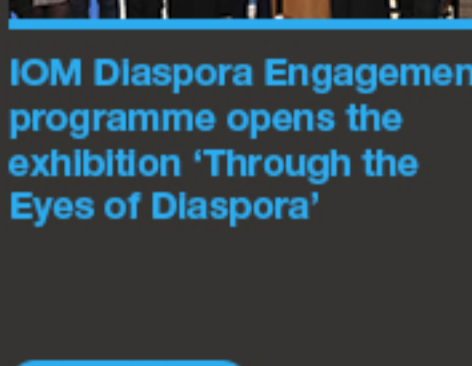 IOM Diaspora Engagemen
programme opens the
exhibition ‘Through the
Eyes of Diaspora’